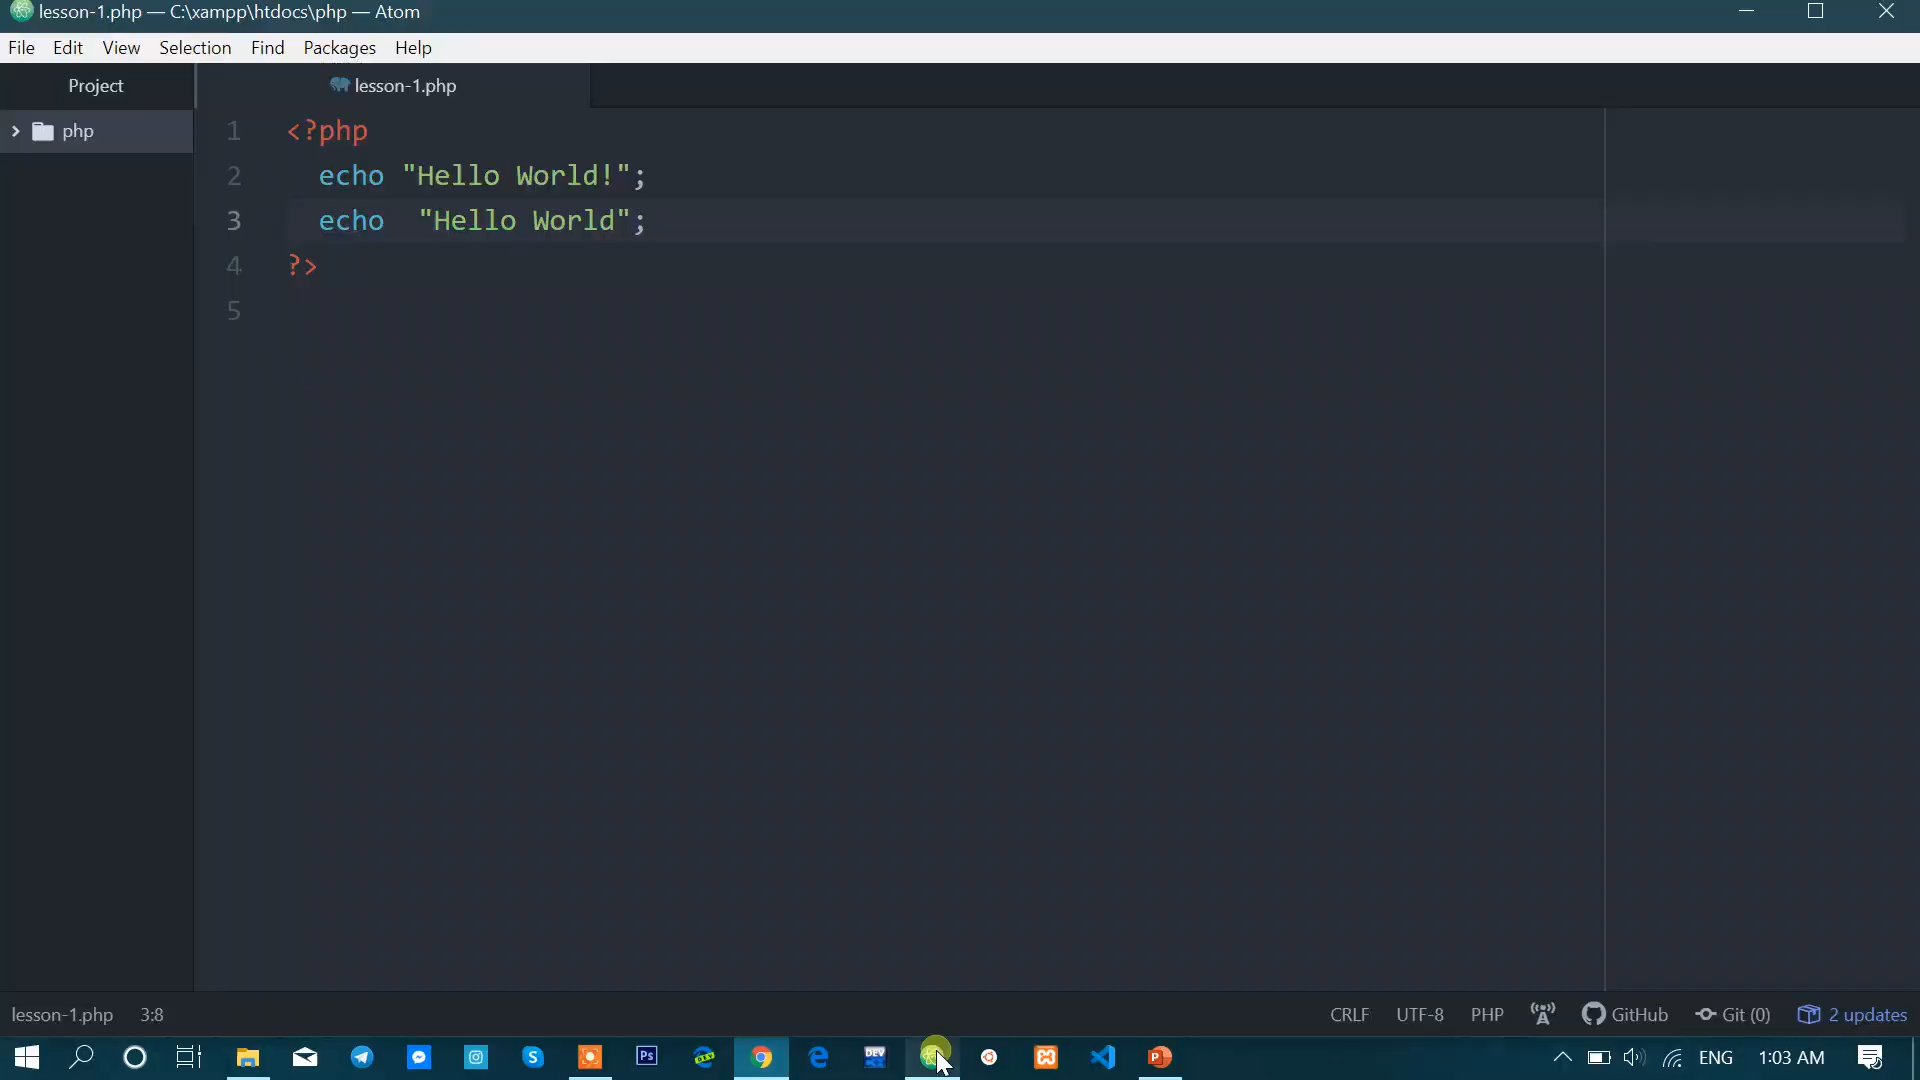 lesson-1.php — C:\xampp\htdocs\php — Atom
File Edit View Selection Find Packages Help
Project
lesson-1.php
php
1 <?php
2 echo "Hello World!";
3 echo  "Hello World";
4 ?>
5
lesson-1.php 3:8
CRLF UTF-8 PHP GitHub Git (0) 2 updates
Ps
DEV
ENG 1:03 AM